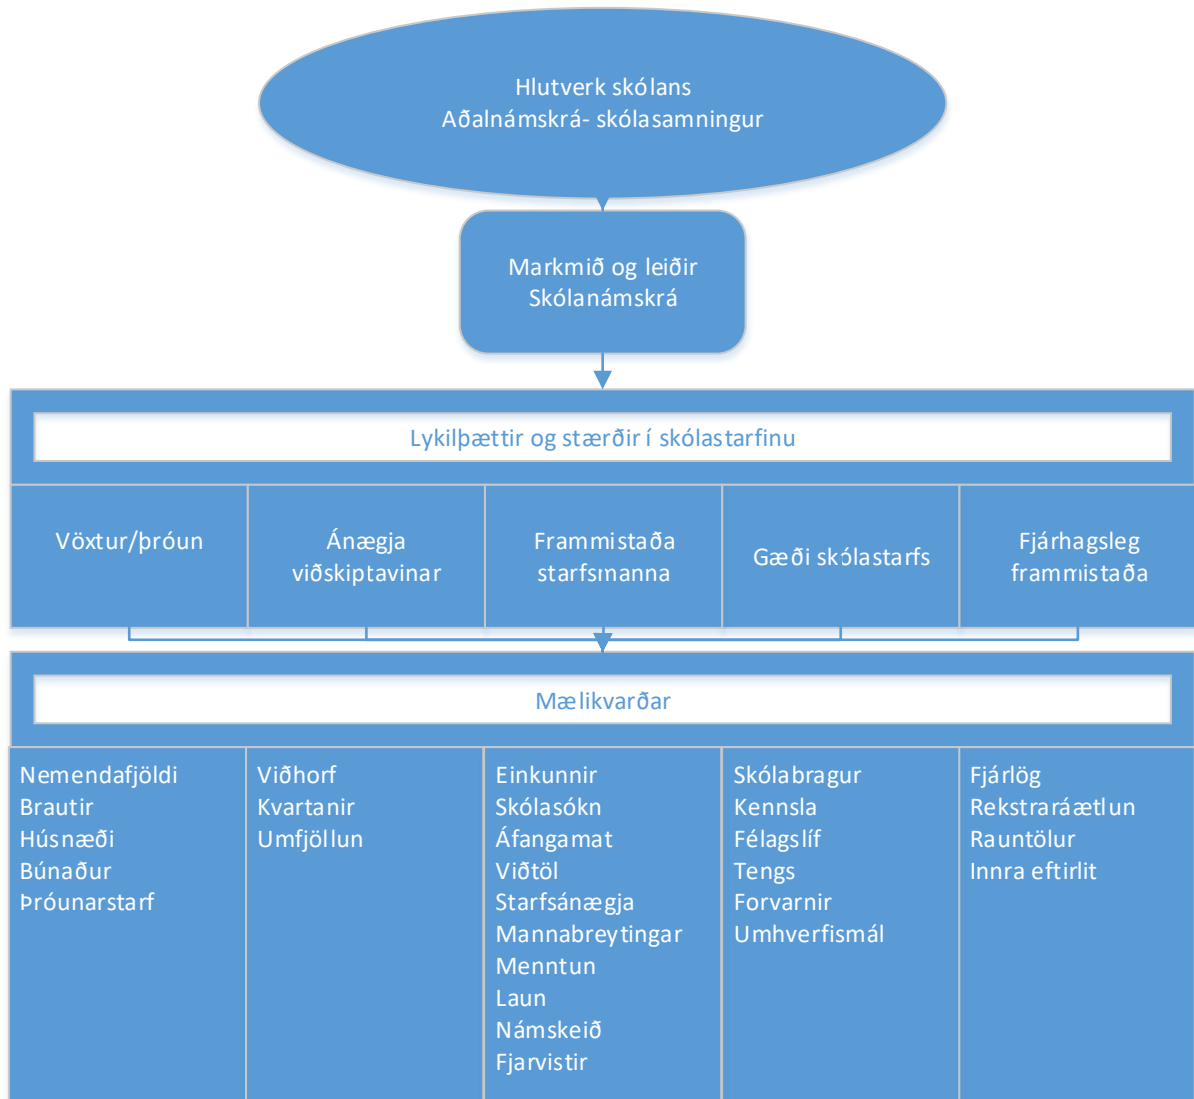 Hlutverk skólans
Aðalnámskrá- skólasamningur
Markmið og leiðir
Skólanámskrá
Lykilþættir og stærðir í skólastarfinu
Vöxtur/þróun
Ánægja
viðskiptavinar
Frammistaða
starfsmanna
Gæði skólastarfs
Fjárhagsleg
frammistaða
Mælikvarðar
Nemendafjöldi
Brautir
Húsnæði
Búnaður
Þróunarstarf
Viðhorf
Kvartanir
Umfjöllun
Einkunnir
Skólasókn
Áfangamat
Viðtöl
Starfsánægja
Mannabreytingar
Menntun
Laun
Námskeið
Fjarvistir
Skólabragur
Kennsla
Félagslíf
Tengs
Forvarnir
Umhverfismál
Fjárlög
Rekstraráætlun
Rauntölur
Innra eftirlit